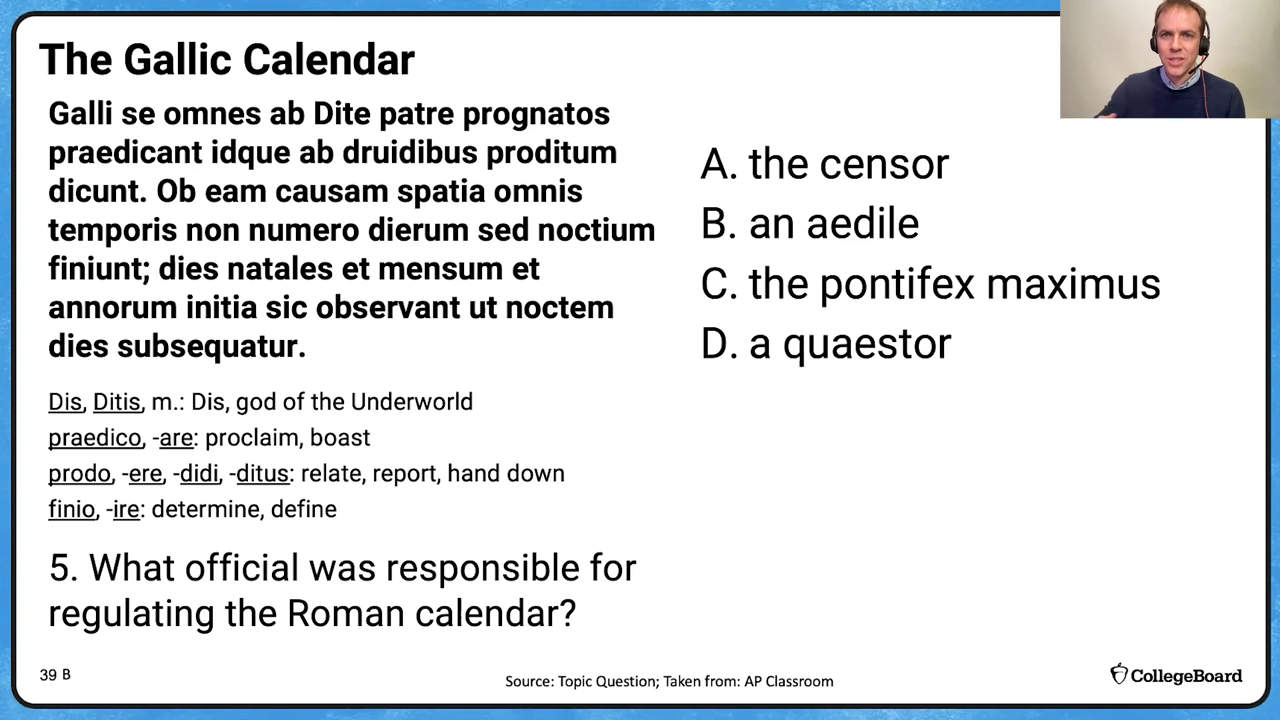 The Gallic Calendar
Galli se omnes ab Dite patre prognatos
praedicant idque ab druidibus proditum
dicunt. Ob eam causam spatia omnis
temporis non numero dierum sed noctium
finiunt; dies natales et mensum et
annorum initia sic observant ut noctem
dies subsequatur.
Dis, Ditis, m.: Dis, god of the Underworld
praedico, -are: proclaim, boast
prodo, -ere, -didi, -ditus: relate, report, hand down
finio, -ire: determine, define
5. What official was responsible for
regulating the Roman calendar?
A. the censor
B. an aedile
C. the pontifex maximus
D. a quaestor
39 B
Source: Topic Question; Taken from: AP Classroom
CollegeBoard